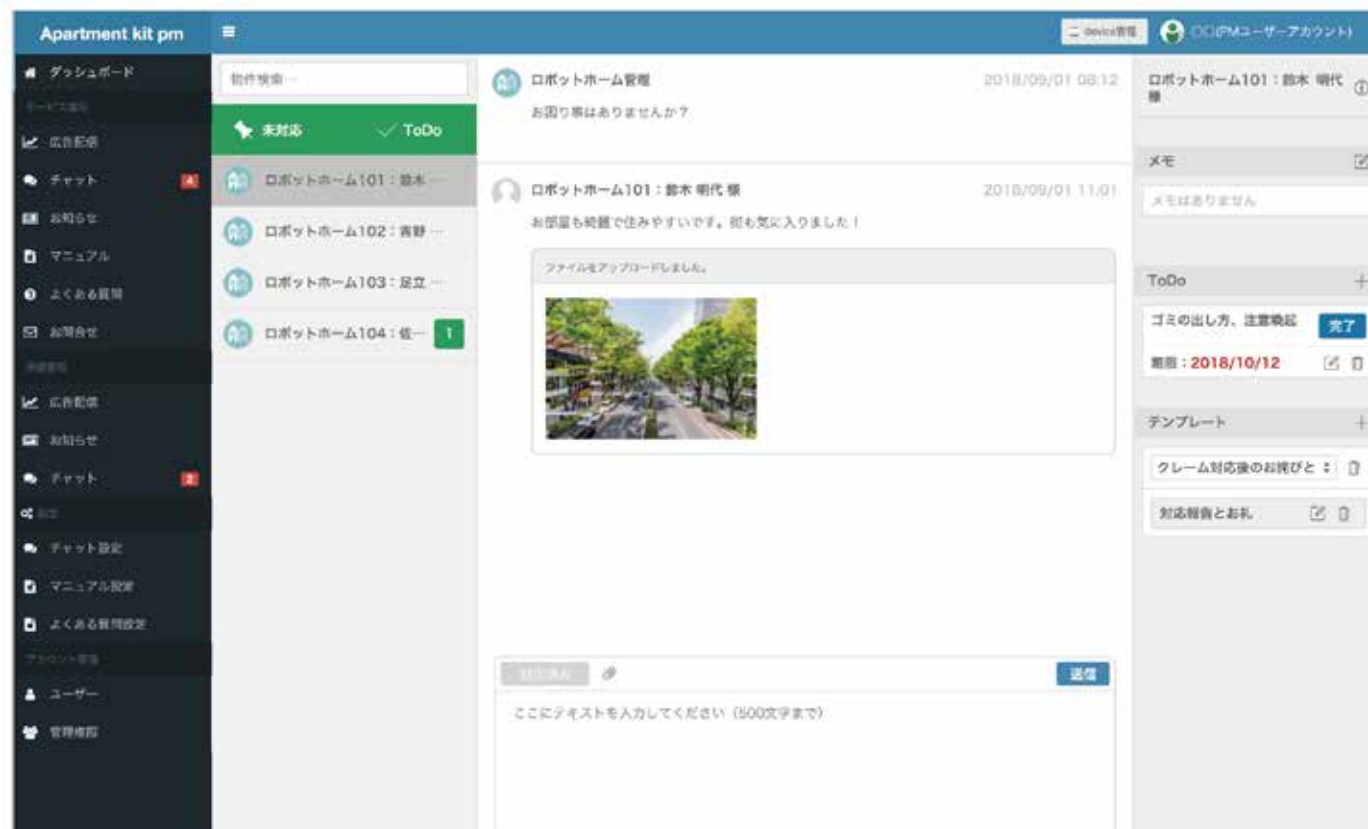 Apartment kit pm
device管理
〇〇(PMユーザーアカウント)
ダッシュボード
広告配信
チャット
4
お知らせ
マニュアル
よくある質問
お問合せ
広告配信
お知らせ
チャット
2
設定
チャット設定
マニュアル設定
よくある質問設定
アカウント管理
ユーザー
管理権限
物件検索…
未対応
ToDo
ロボットホーム101：鈴木 …
ロボットホーム102：吉野 …
ロボットホーム103：足立 …
ロボットホーム104：佐…
1
ロボットホーム管理
2018/09/01 08:12
お困り事はありませんか？
ロボットホーム101：鈴木 明代 様
2018/09/01 11:01
お部屋も綺麗で住みやすいです。街も気に入りました！
ファイルをアップロードしました。
対応済み
送信
ここにテキストを入力してください（500文字まで）
ロボットホーム101：鈴木 明代
様
メモ
メモはありません
ToDo
ゴミの出し方、注意喚起
完了
期限：2018/10/12
テンプレート
クレーム対応後のお詫びと
対応報告とお礼